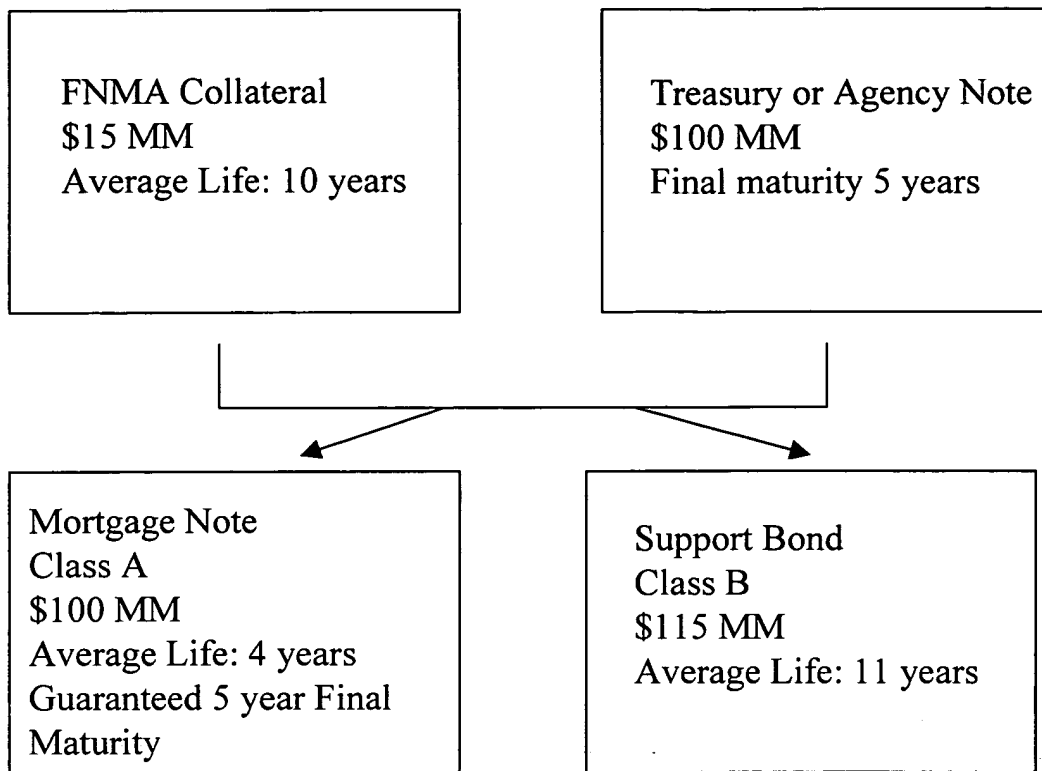 FNMA Collateral
$15 MM
Average Life: 10 years
Treasury or Agency Note
$100 MM
Final maturity 5 years
Mortgage Note
Class A
$100 MM
Average Life: 4 years
Guaranteed 5 year Final
Maturity
Support Bond
Class B
$115 MM
Average Life: 11 years